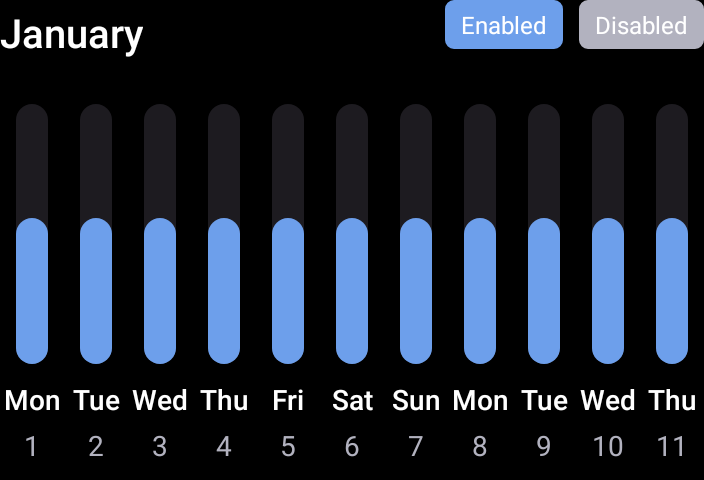 January
Enabled
Disabled
Mon Tue Wed Thu Fri Sat Sun Mon Tue Wed Thu
1 2 3 4 5 6 7 8 9 10 11